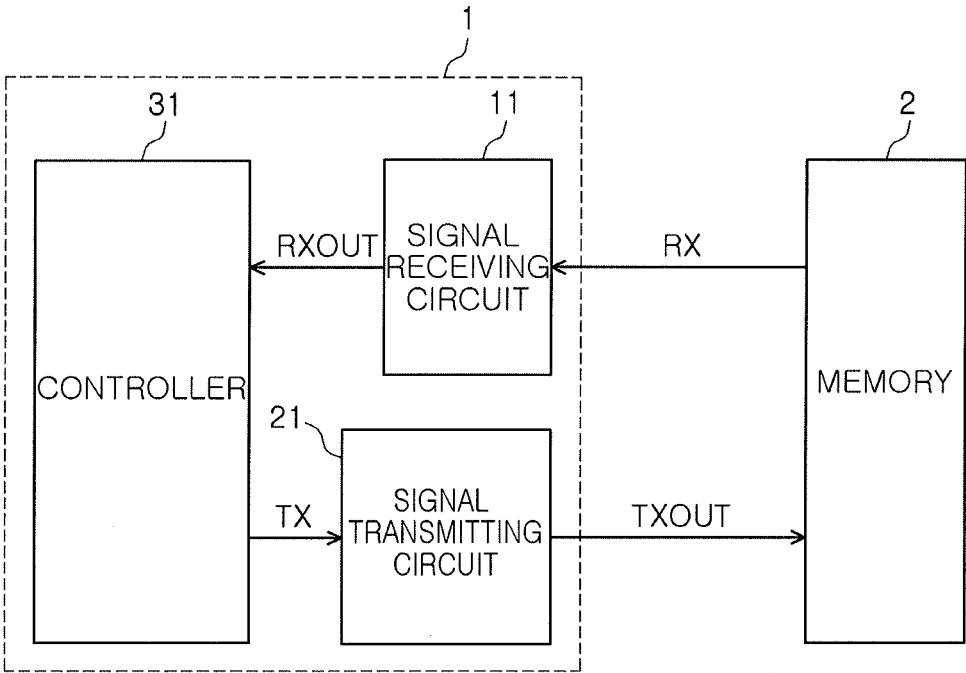 1
31
11
2
RXOUT
SIGNAL
RECEIVING
CIRCUIT
RX
CONTROLLER
MEMORY
21
TX
SIGNAL
TRANSMITTING
CIRCUIT
TXOUT